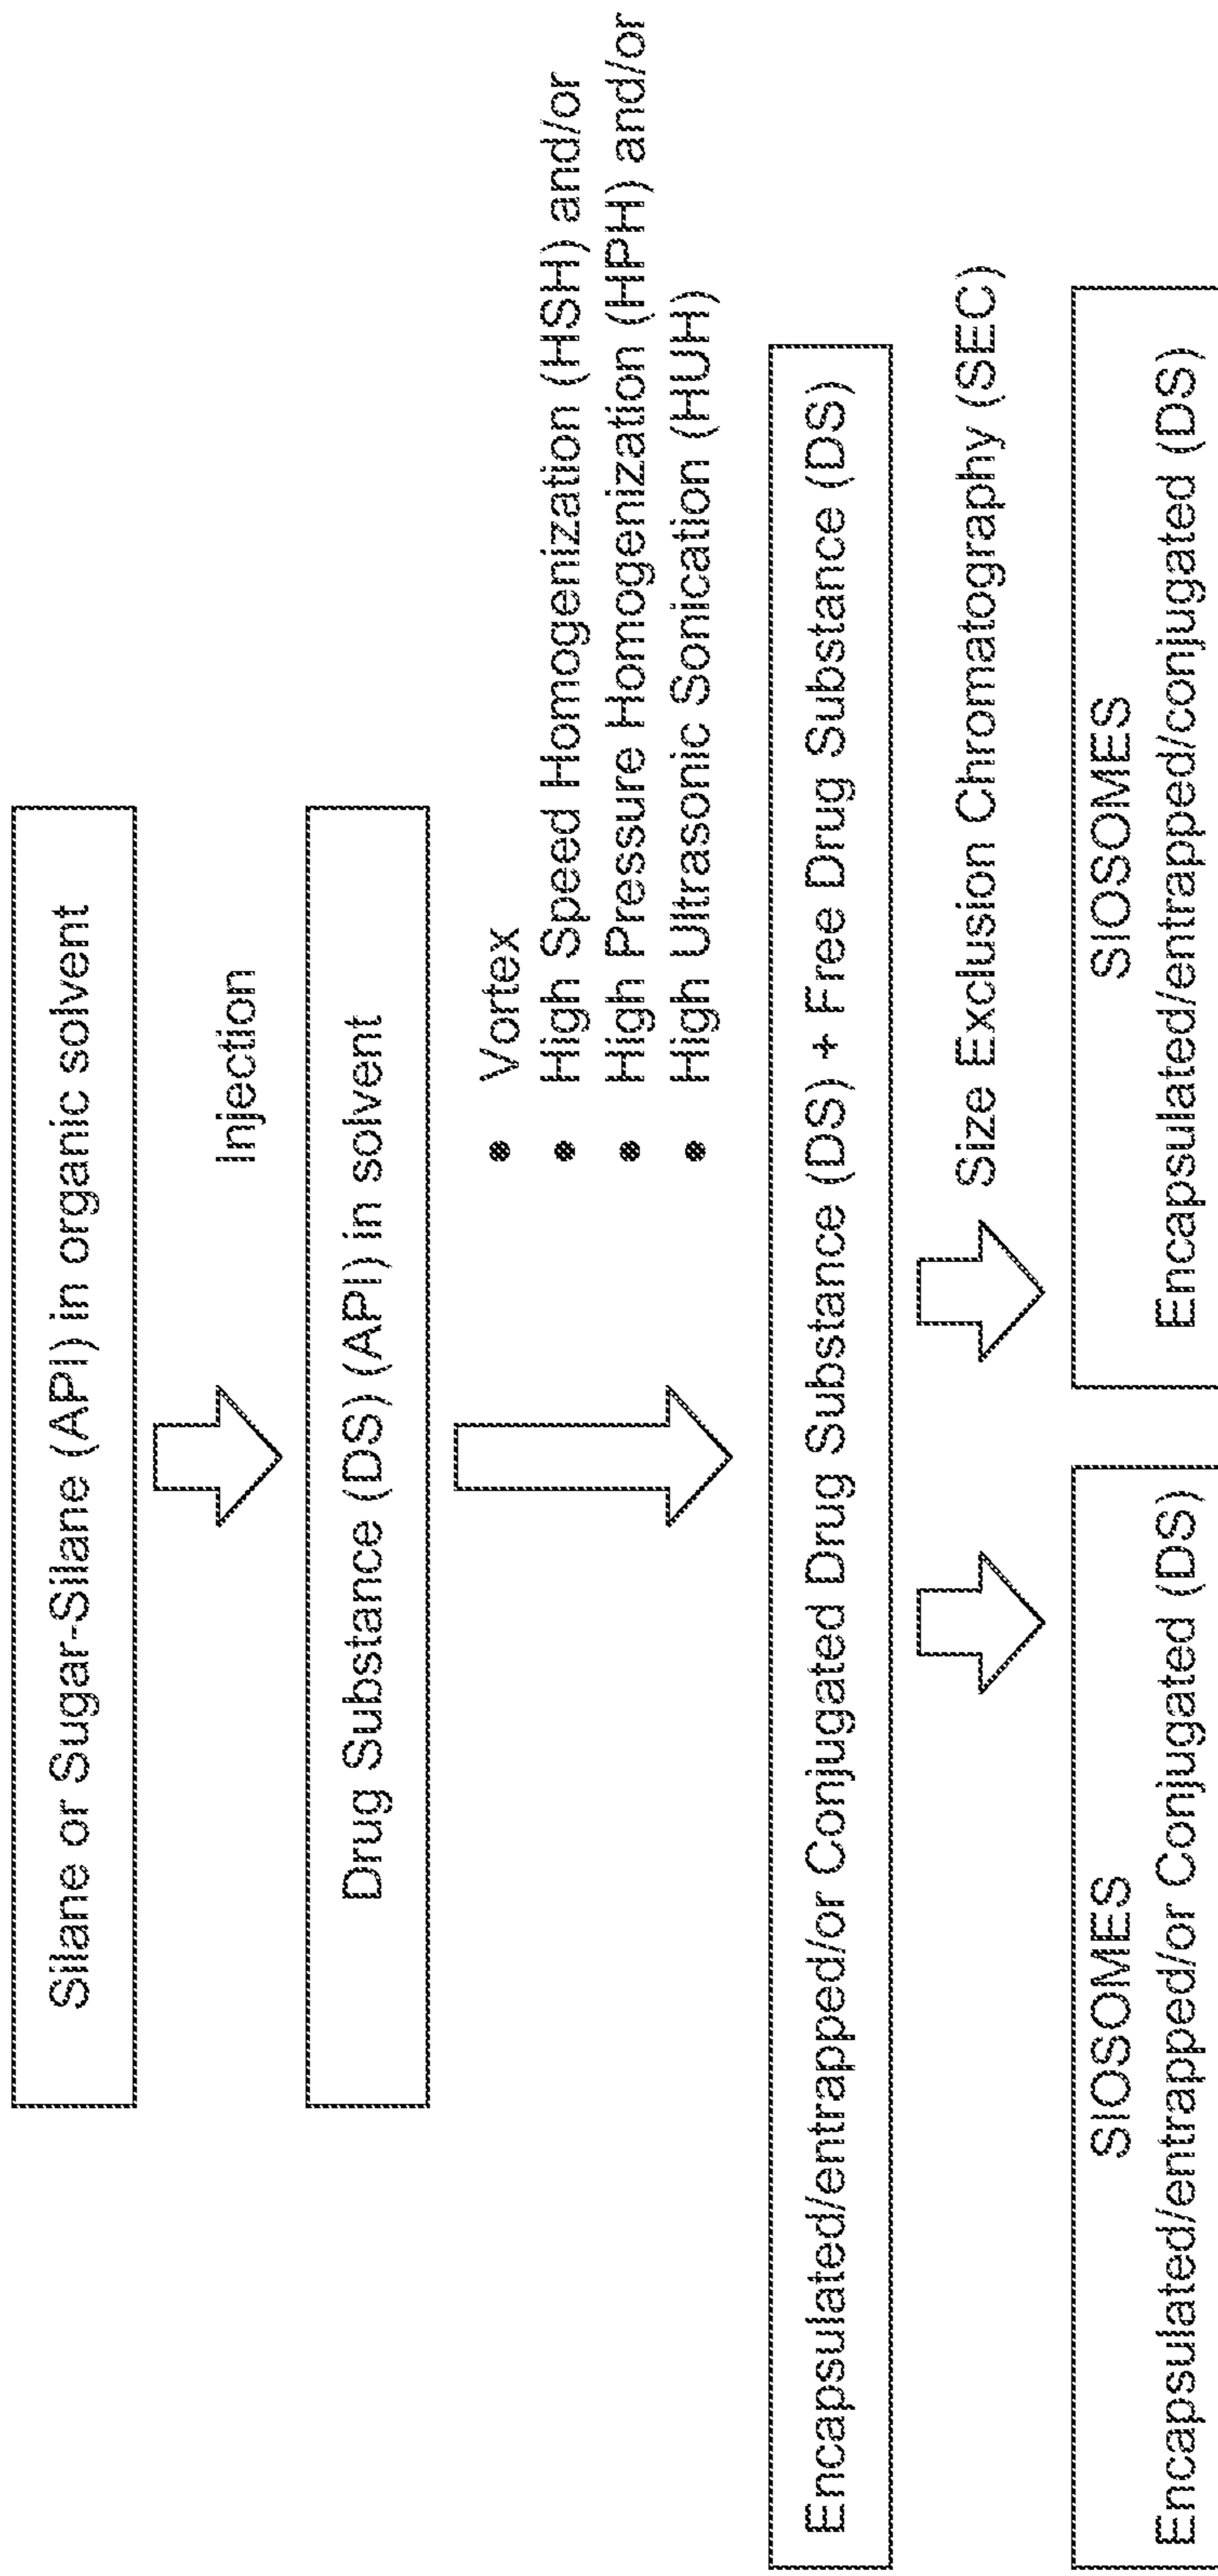 Silane or Sugar-Silane (API) in organic solvent
Injection
Drug Substance (DS) (API) in solvent
• Vortex
• High Speed Homogenization (HSH) and/or
• High Pressure Homogenization (HPH) and/or
• High Ultrasonic Sonication (HUH)
Encapsulated/entrapped/or Conjugated Drug Substance (DS) + Free Drug Substance (DS)
Size Exclusion Chromatography (SEC)
SIOSOMES
Encapsulated/entrapped/or Conjugated (DS)
SIOSOMES
Encapsulated/entrapped/conjugated (DS)